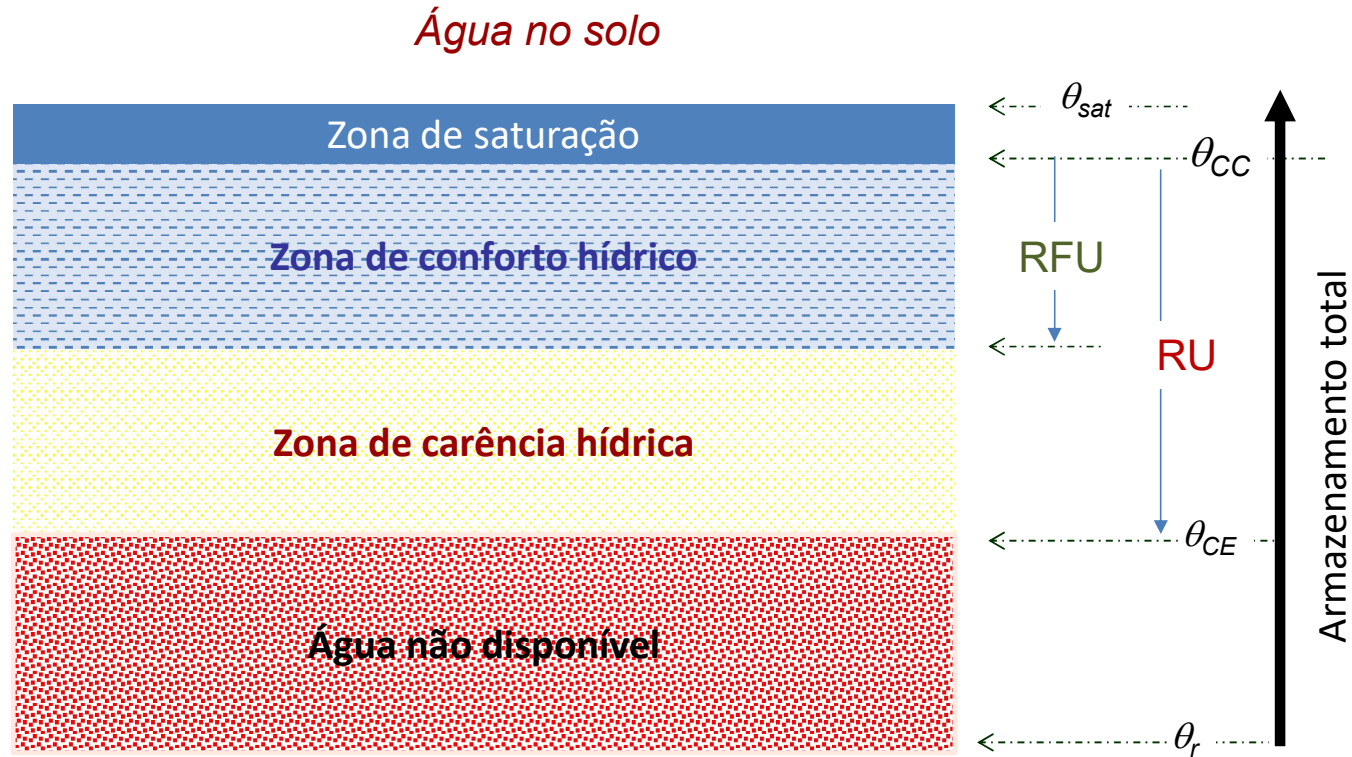 Água no solo
θsat
Zona de saturação
θCC
Zona de conforto hídrico
RFU
RU
Zona de carência hídrica
θCE
Água não disponível
θr
Armazenamento total